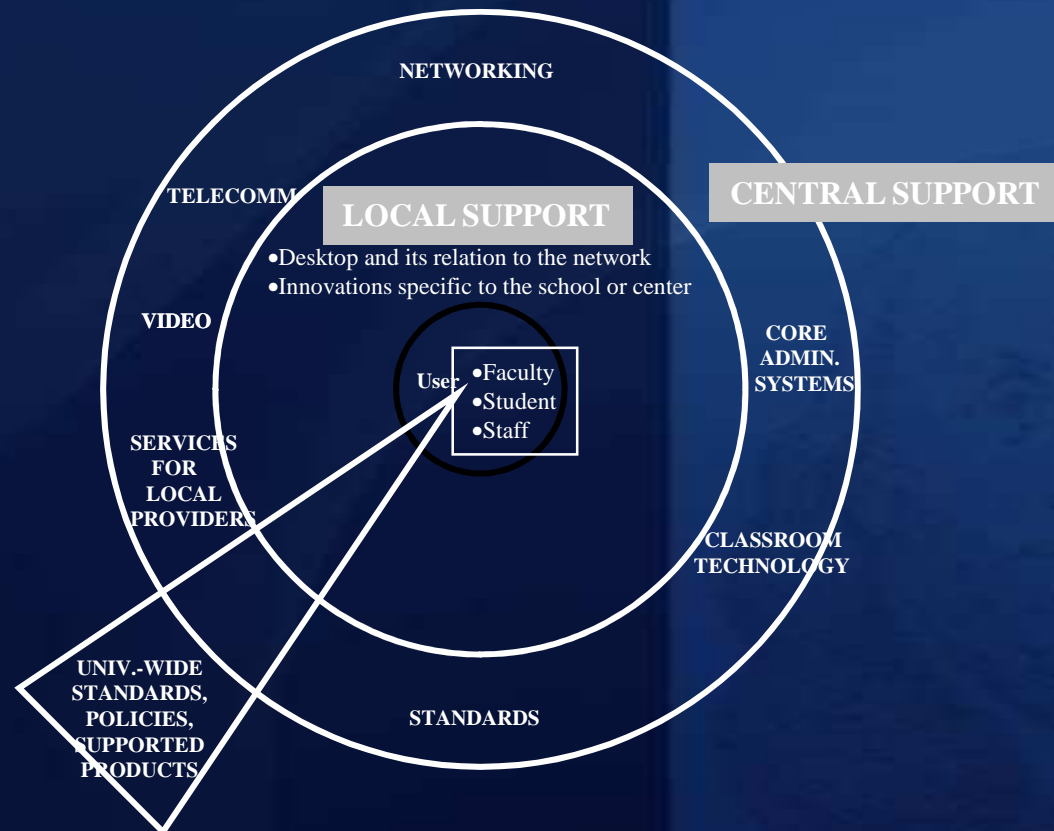 NETWORKING
TELECOMM
LOCAL SUPPORT
CENTRAL SUPPORT
•Desktop and its relation to the network
•Innovations specific to the school or center
VIDEO
CORE
ADMIN.
SYSTEMS
User
•Faculty
•Student
•Staff
SERVICES
FOR
LOCAL
PROVIDERS
CLASSROOM
TECHNOLOGY
UNIV.-WIDE
STANDARDS,
POLICIES,
SUPPORTED
PRODUCTS
STANDARDS